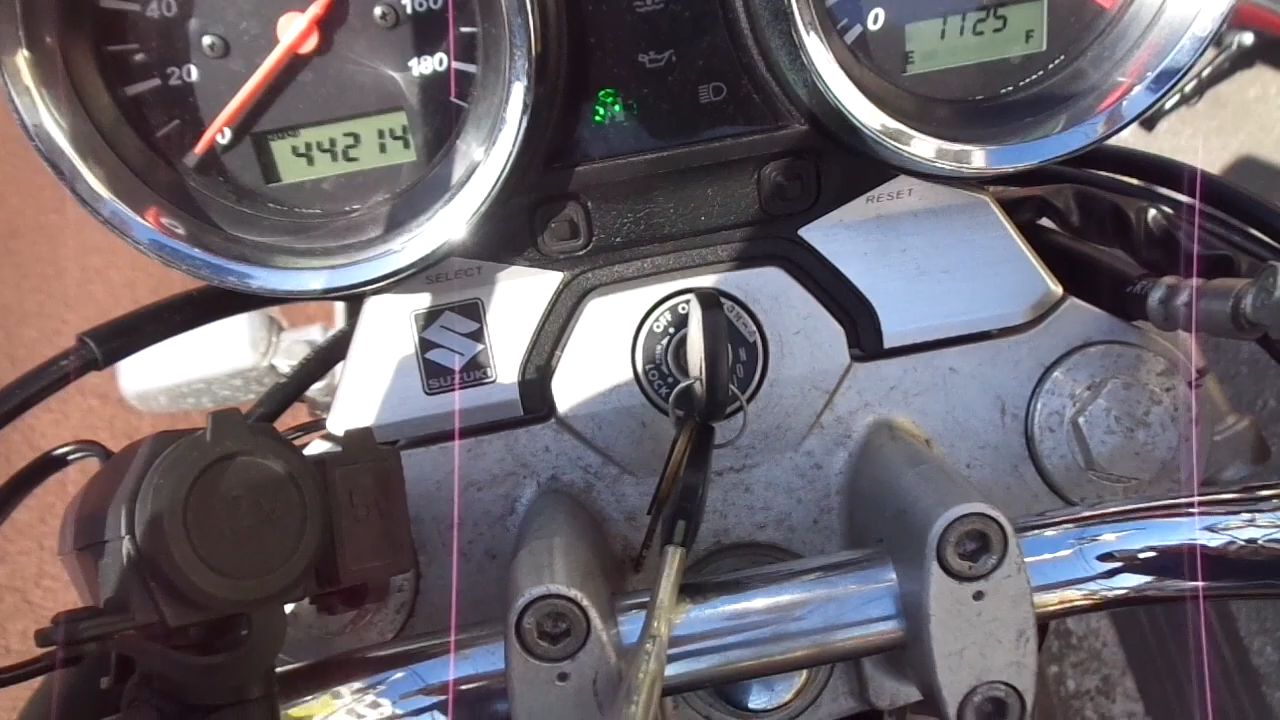 40
20
0
160
180
44214
0
1125
E
F
SELECT
RESET
SUZUKI
OFF
LOCK